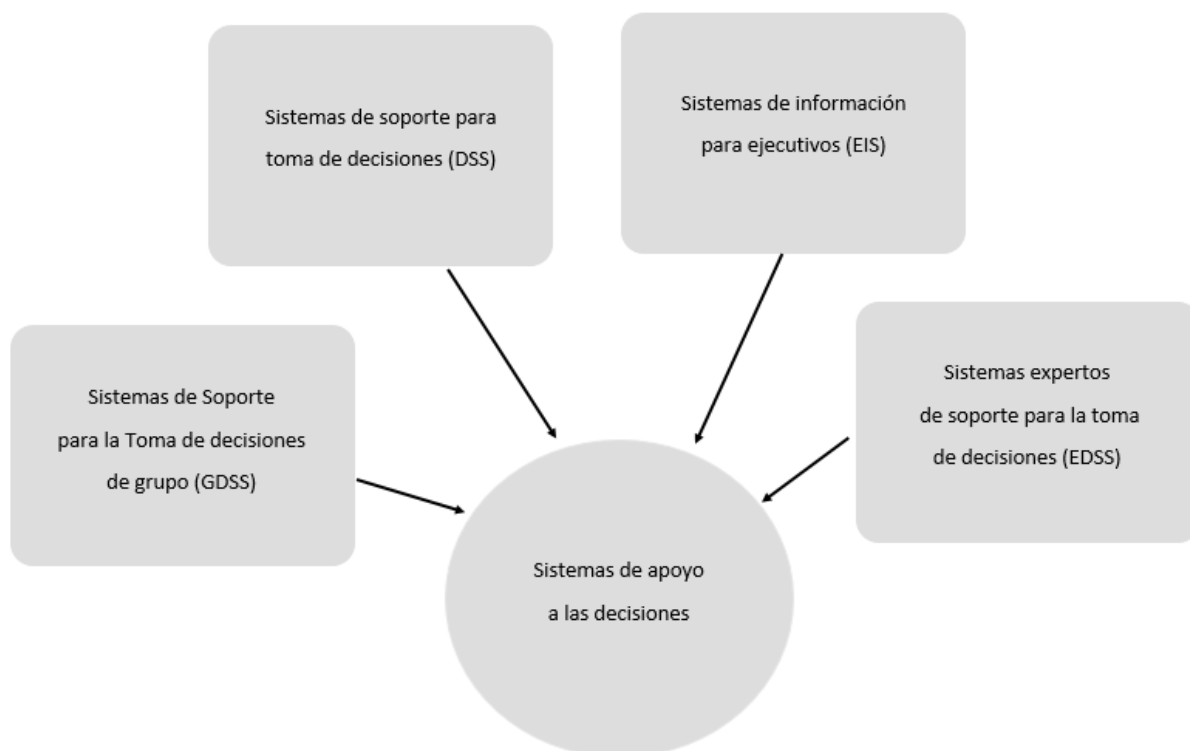 Sistemas de soporte para
toma de decisiones (DSS)
Sistemas de información
para ejecutivos (EIS)
Sistemas de Soporte
para la Toma de decisiones
de grupo (GDSS)
Sistemas expertos
de soporte para la toma
de decisiones (EDSS)
Sistemas de apoyo
a las decisiones